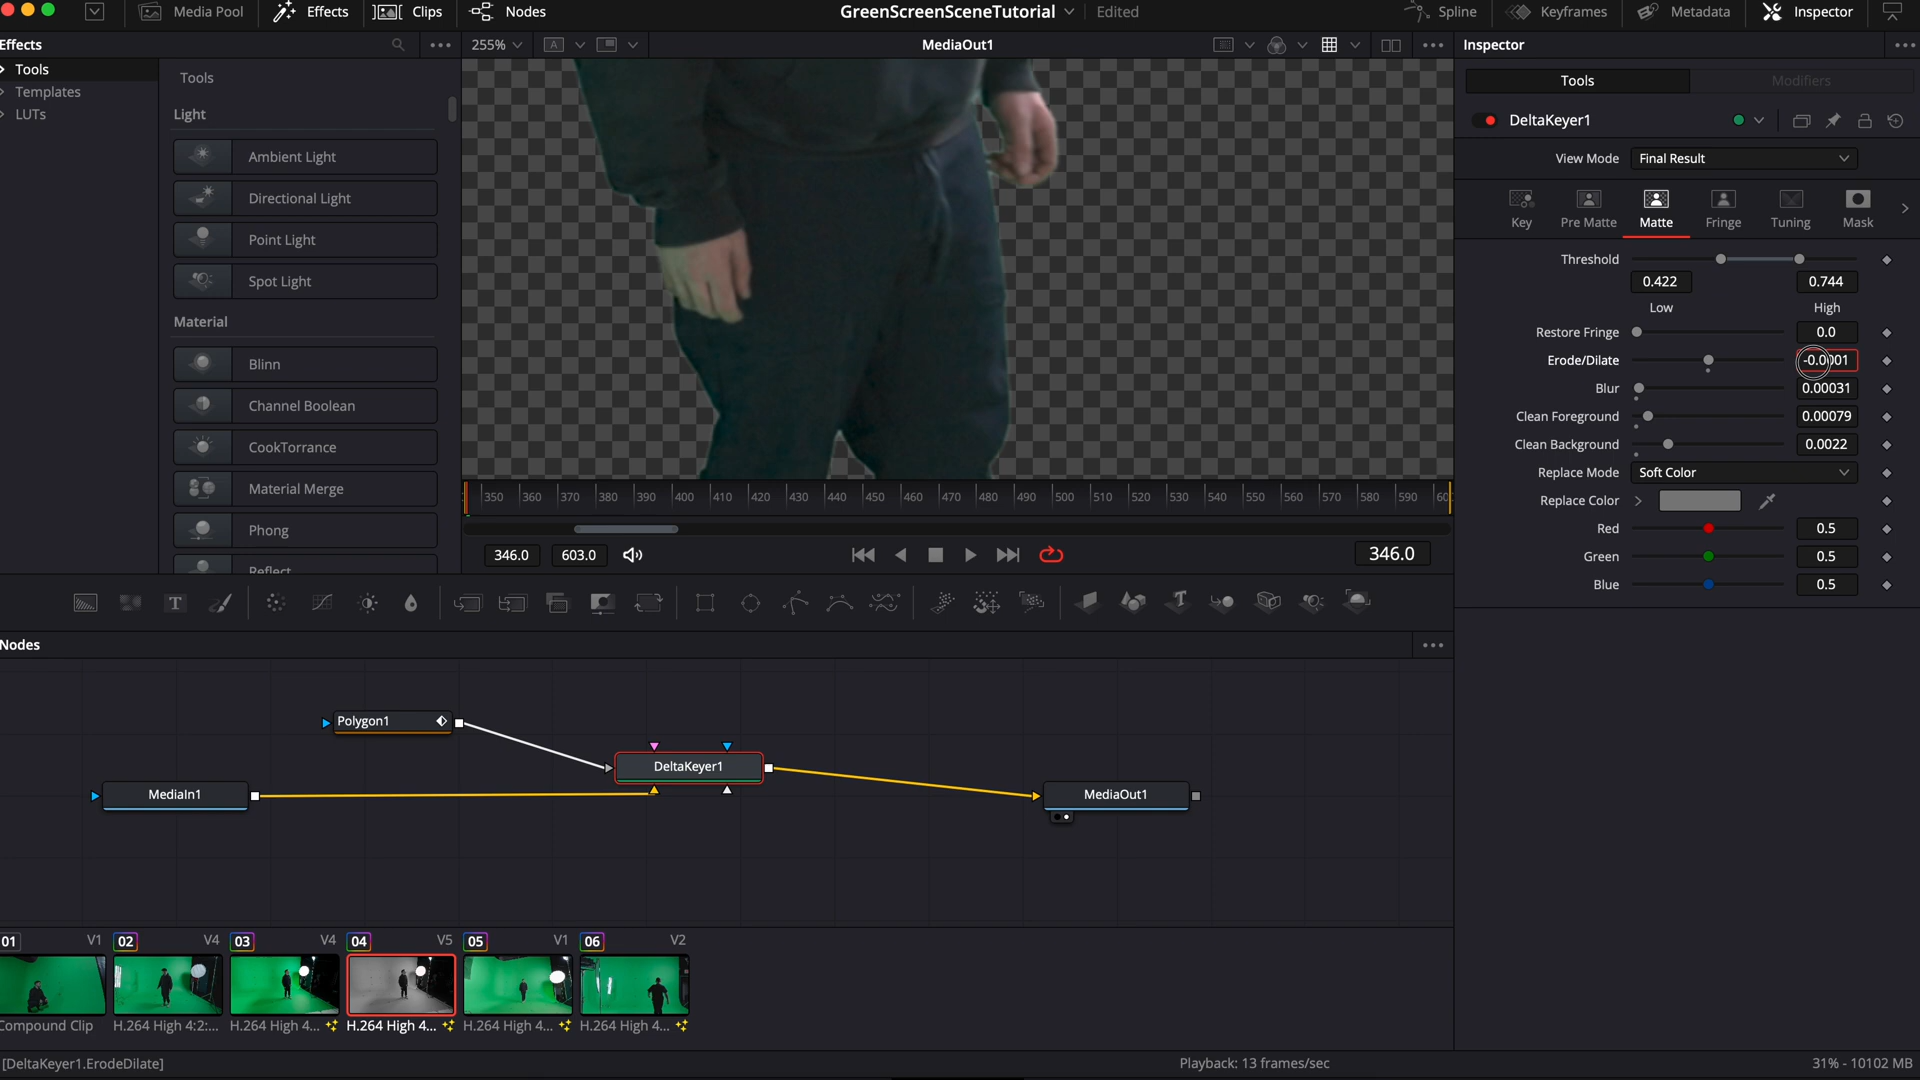 Media Pool
Effects
Clips
Nodes
GreenScreenSceneTutorial
Edited
Spline
Keyframes
Metadata
Inspector
Effects
255%
A
MediaOut1
Inspector
Tools
Templates
LUTs
Tools
Light
Ambient Light
Directional Light
Point Light
Spot Light
Material
Blinn
Channel Boolean
CookTorrance
Material Merge
Phong
Reflect
Tools
Modifiers
DeltaKeyer1
View Mode
Final Result
Key
Pre Matte
Matte
Fringe
Tuning
Mask
Threshold
0.422
0.744
Low
High
Restore Fringe
0.0
Erode/Dilate
-0.0001
Blur
0.00031
Clean Foreground
0.00079
Clean Background
0.0022
Replace Mode
Soft Color
Replace Color
Red
0.5
Green
0.5
Blue
0.5
350 360 370 380 390 400 410 420 430 440 450 460 470 480 490 500 510 520 530 540 550 560 570 580 590 60
346.0
603.0
346.0
T
T
Nodes
Polygon1
DeltaKeyer1
MediaIn1
MediaOut1
01 V1
02 V4
03 V4
04 V5
05 V1
06 V2
Compound Clip
H.264 High 4:2:...
H.264 High 4...
H.264 High 4...
H.264 High 4...
H.264 High 4...
[DeltaKeyer1.ErodeDilate]
Playback: 13 frames/sec
31% - 10102 MB